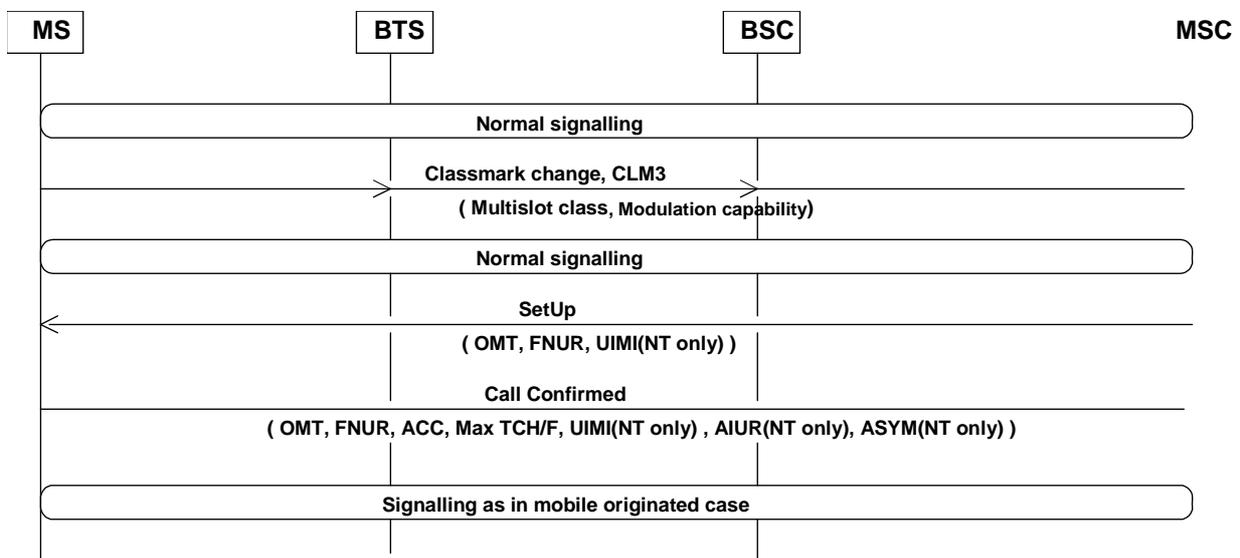 MS BTS BSC MSC
Normal signalling
Classmark change, CLM3
( Multislot class, Modulation capability)
Normal signalling
SetUp
( OMT, FNUR, UIMI(NT only) )
Call Confirmed
( OMT, FNUR, ACC, Max TCH/F, UIMI(NT only) , AIUR(NT only), ASYM(NT only) )
Signalling as in mobile originated case